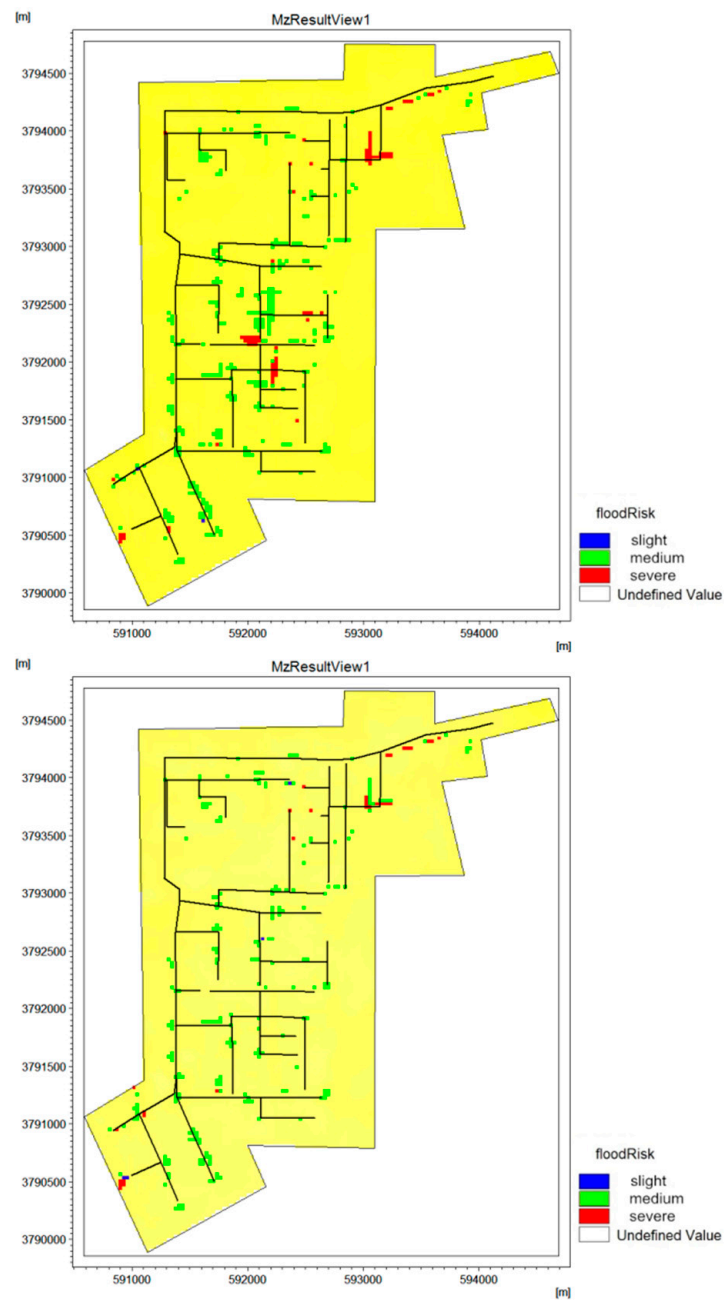 [m]
MzResultView1
3794500
3794000
3793500
3793000
3792500
3792000
3791500
3791000
3790500
3790000
floodRisk
slight
medium
severe
Undefined Value
591000 592000 593000 594000
[m]
[m]
MzResultView1
3794500
3794000
3793500
3793000
3792500
3792000
3791500
3791000
3790500
3790000
floodRisk
slight
medium
severe
Undefined Value
591000 592000 593000 594000
[m]